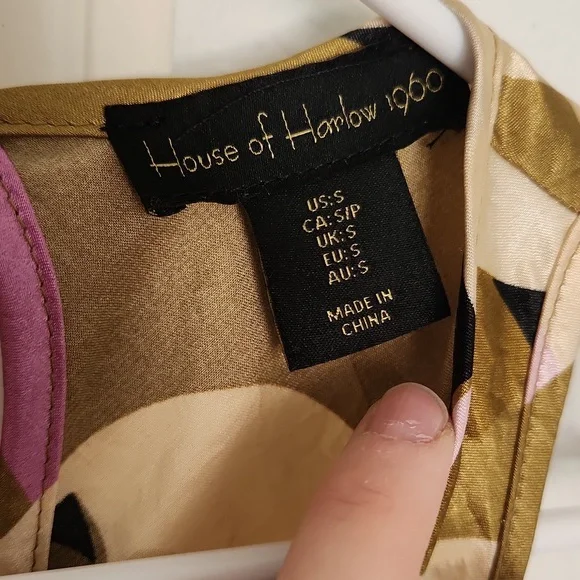 House of Harlow 1960
US: S
CA: S/P
UK: S
EU: S
AU: S
MADE IN
CHINA